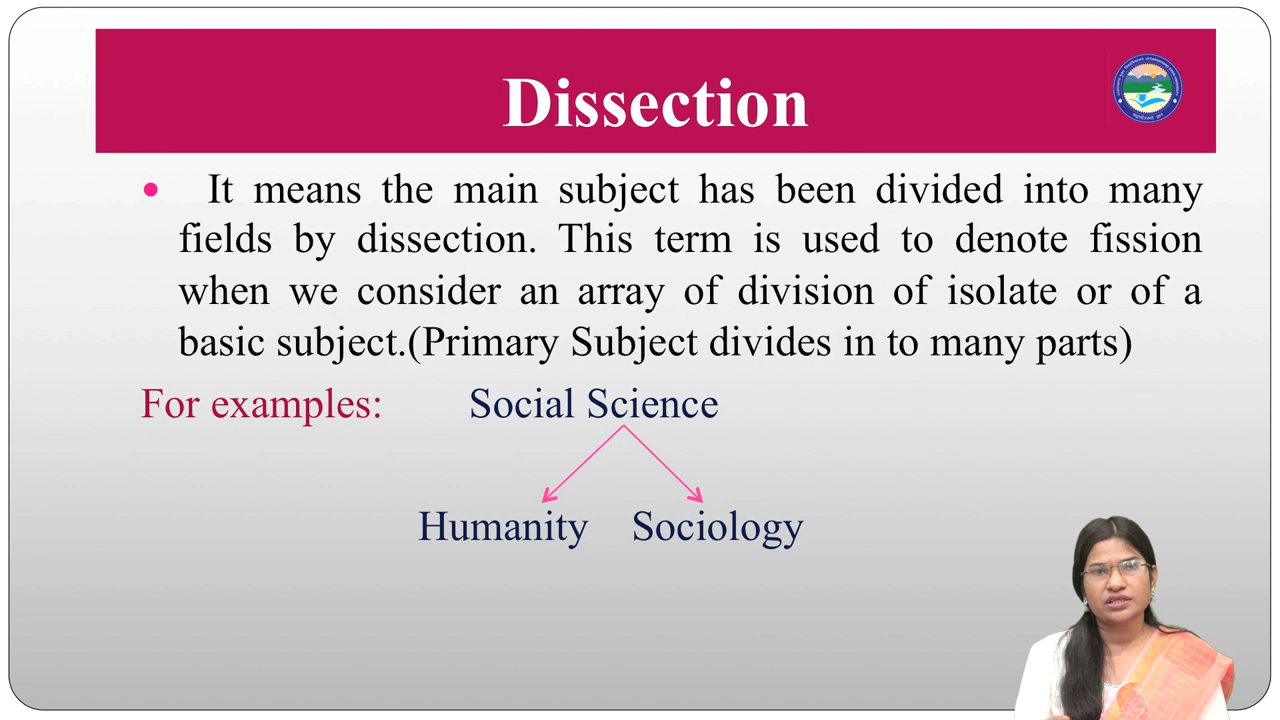 Dissection
• It means the main subject has been divided into many
fields by dissection. This term is used to denote fission
when we consider an array of division of isolate or of a
basic subject.(Primary Subject divides in to many parts)
For examples: Social Science
Humanity Sociology